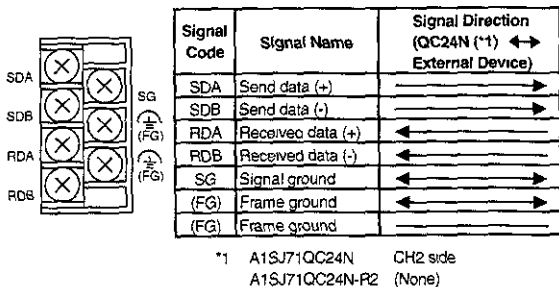 SDA
SG
SDB
(FG)
RDA
(FG)
RDB
Signal Code
Signal Name
Signal Direction
(QC24N (*1) ↔
External Device)
SDA Send data (+)
SDB Send data (-)
RDA Received data (+)
RDB Received data (-)
SG Signal ground
(FG) Frame ground
(FG) Frame ground
*1 A1SJ71QC24N CH2 side
A1SJ71QC24N-R2 (None)